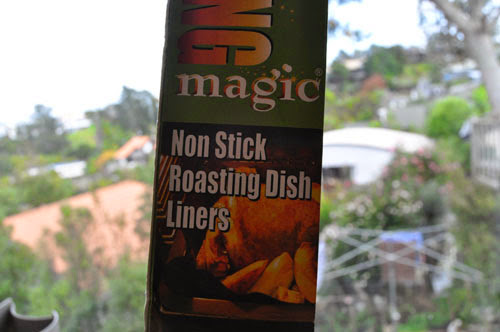 magic®
Non Stick
Roasting Dish
Liners